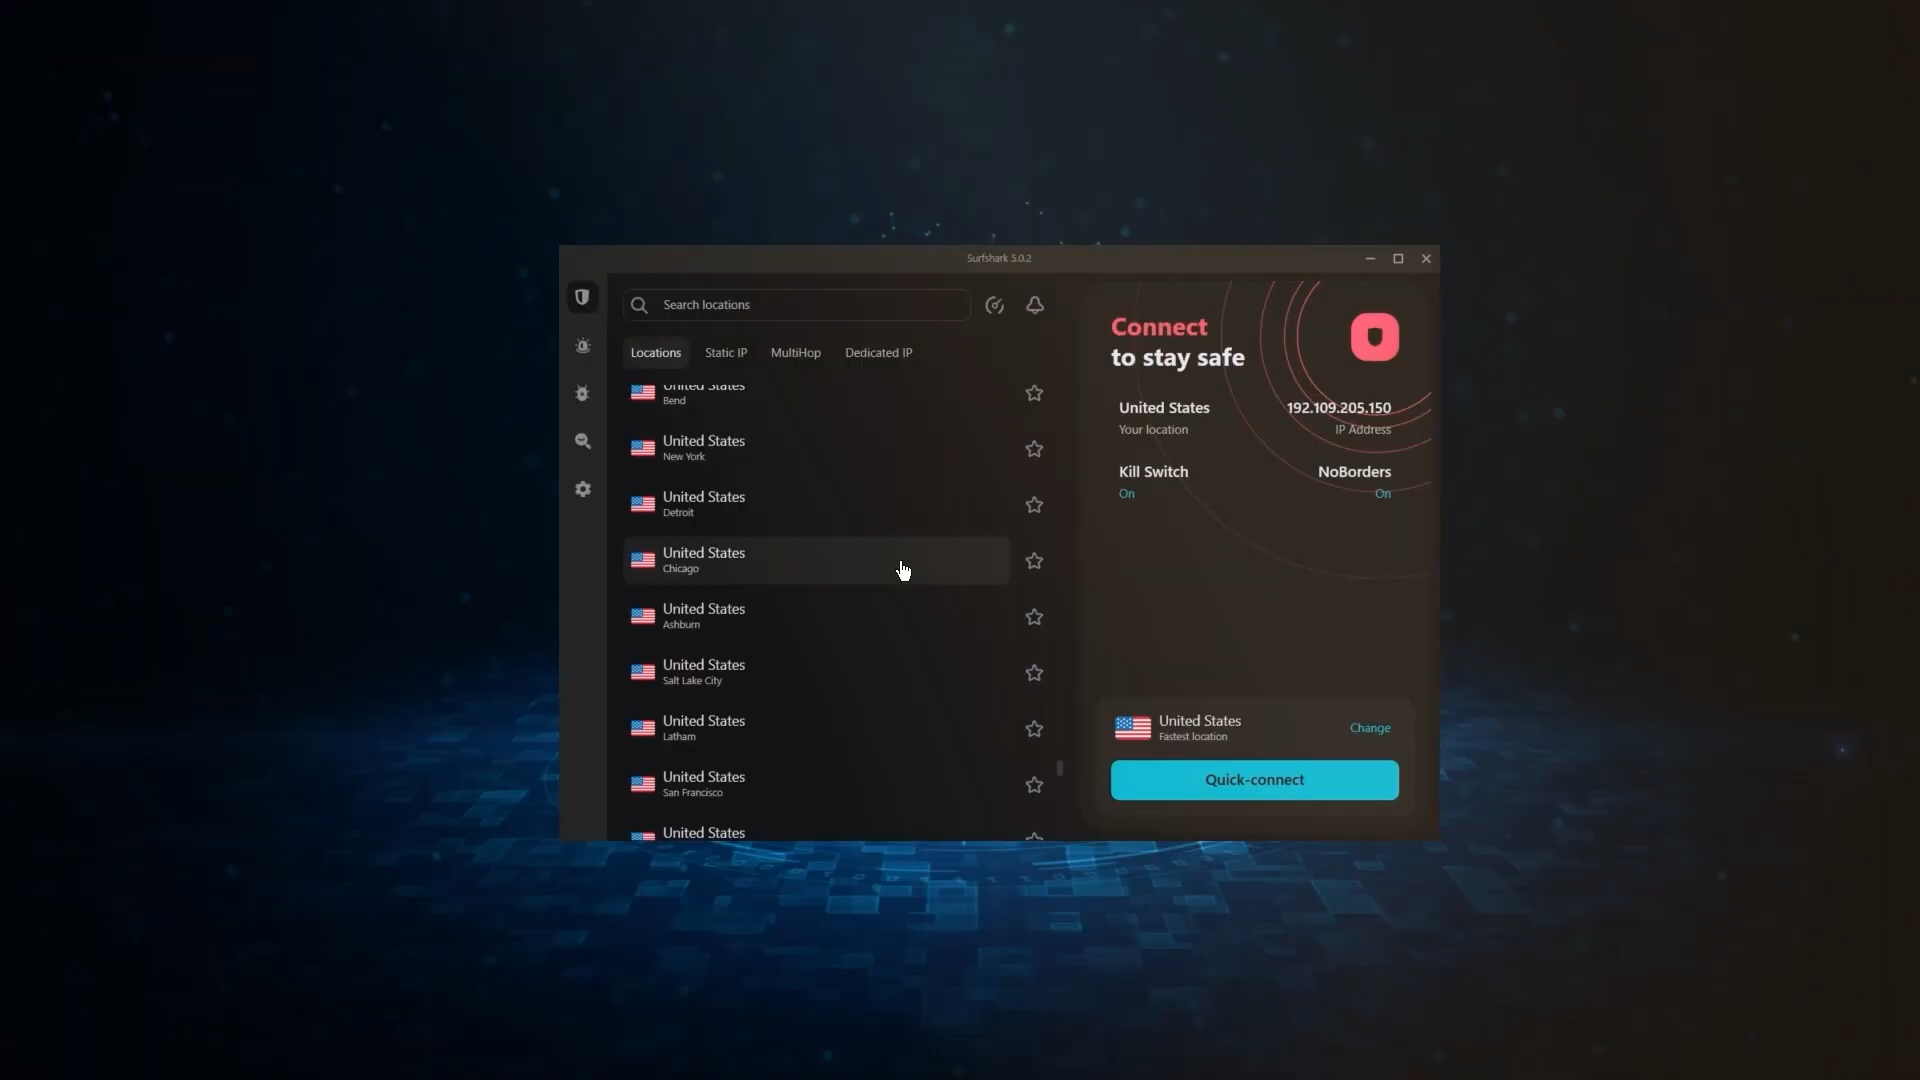 Surfshark 5.0.2
Search locations
Locations
Static IP
MultiHop
Dedicated IP
United States
Bend
United States
New York
United States
Detroit
United States
Chicago
United States
Ashburn
United States
Salt Lake City
United States
Latham
United States
San Francisco
United States
Connect
to stay safe
United States
192.109.205.150
Your location
IP Address
Kill Switch
NoBorders
On
On
United States
Fastest location
Change
Quick-connect